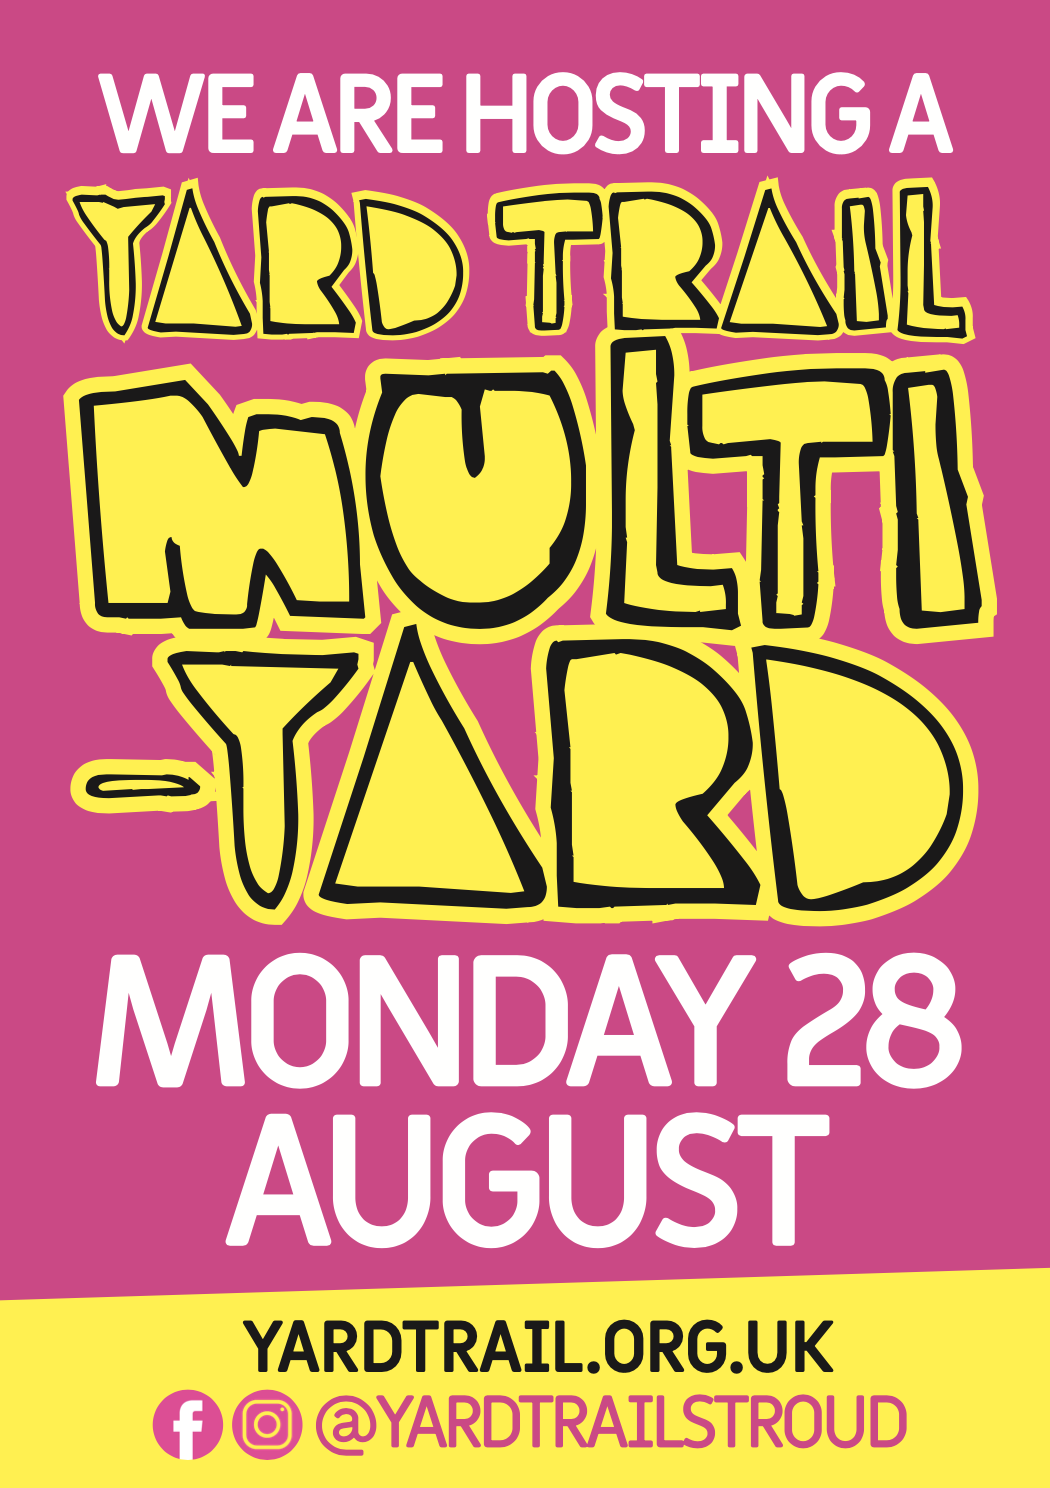 WE ARE HOSTING A
YARD TRAIL
MULTI
-YARD
MONDAY 28
AUGUST
YARDTRAIL.ORG.UK
@YARDTRAILSTROUD